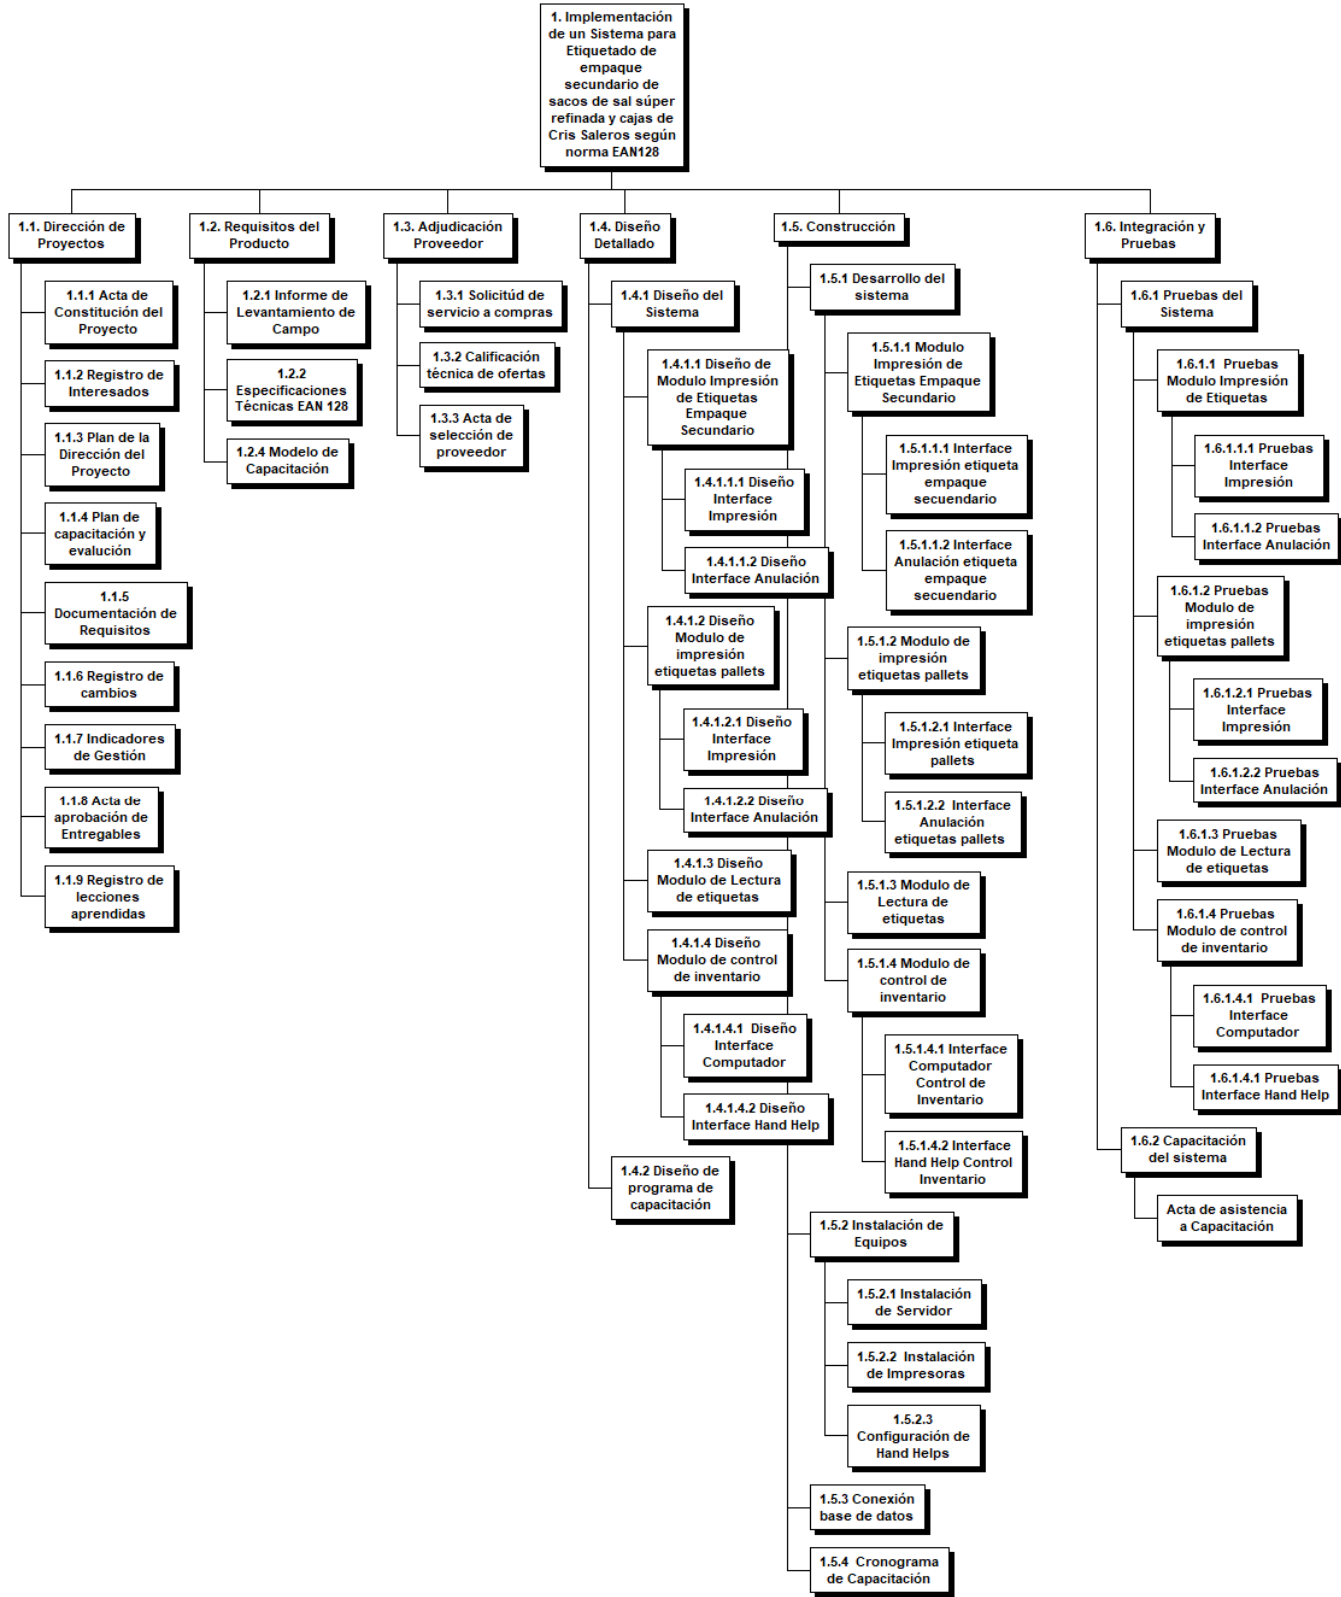 1. Implementación
de un Sistema para
Etiquetado de
empaque
secundario de
sacos de sal súper
refinada y cajas de
Cris Saleros según
norma EAN128
1.1. Dirección de
Proyectos
1.1.1 Acta de
Constitución del
Proyecto
1.1.2 Registro de
Interesados
1.1.3 Plan de la
Dirección del
Proyecto
1.1.4 Plan de
capacitación y
evalución
1.1.5
Documentación de
Requisitos
1.1.6 Registro de
cambios
1.1.7 Indicadores
de Gestión
1.1.8 Acta de
aprobación de
Entregables
1.1.9 Registro de
lecciones
aprendidas
1.2. Requisitos del
Producto
1.2.1 Informe de
Levantamiento de
Campo
1.2.2
Especificaciones
Técnicas EAN 128
1.2.4 Modelo de
Capacitación
1.3. Adjudicación
Proveedor
1.3.1 Solicitúd de
servicio a compras
1.3.2 Calificación
técnica de ofertas
1.3.3 Acta de
selección de
proveedor
1.4. Diseño
Detallado
1.4.1 Diseño del
Sistema
1.4.1.1 Diseño de
Modulo Impresión
de Etiquetas
Empaque
Secundario
1.4.1.1.1 Diseño
Interface
Impresión
1.4.1.1.2 Diseño
Interface Anulación
1.4.1.2 Diseño
Modulo de
impresión
etiquetas pallets
1.4.1.2.1 Diseño
Interface
Impresión
1.4.1.2.2 Diseño
Interface Anulación
1.4.1.3 Diseño
Modulo de Lectura
de etiquetas
1.4.1.4 Diseño
Modulo de control
de inventario
1.4.1.4.1 Diseño
Interface
Computador
1.4.1.4.2 Diseño
Interface Hand Help
1.4.2 Diseño de
programa de
capacitación
1.5. Construcción
1.5.1 Desarrollo del
sistema
1.5.1.1 Modulo
Impresión de
Etiquetas Empaque
Secundario
1.5.1.1.1 Interface
Impresión etiqueta
empaque
secuendario
1.5.1.1.2 Interface
Anulación etiqueta
empaque
secuendario
1.5.1.2 Modulo de
impresión
etiquetas pallets
1.5.1.2.1 Interface
Impresión etiqueta
pallets
1.5.1.2.2 Interface
Anulación
etiquetas pallets
1.5.1.3 Modulo de
Lectura de
etiquetas
1.5.1.4 Modulo de
control de
inventario
1.5.1.4.1 Interface
Computador
Control de
Inventario
1.5.1.4.2 Interface
Hand Help Control
Inventario
1.5.2 Instalación de
Equipos
1.5.2.1 Instalación
de Servidor
1.5.2.2 Instalación
de Impresoras
1.5.2.3
Configuración de
Hand Helps
1.5.3 Conexión
base de datos
1.5.4 Cronograma
de Capacitación
1.6. Integración y
Pruebas
1.6.1 Pruebas del
Sistema
1.6.1.1 Pruebas
Modulo Impresión
de Etiquetas
1.6.1.1.1 Pruebas
Interface
Impresión
1.6.1.1.2 Pruebas
Interface Anulación
1.6.1.2 Pruebas
Modulo de
impresión
etiquetas pallets
1.6.1.2.1 Pruebas
Interface
Impresión
1.6.1.2.2 Pruebas
Interface Anulación
1.6.1.3 Pruebas
Modulo de Lectura
de etiquetas
1.6.1.4 Pruebas
Modulo de control
de inventario
1.6.1.4.1 Pruebas
Interface
Computador
1.6.1.4.1 Pruebas
Interface Hand Help
1.6.2 Capacitación
del sistema
Acta de asistencia
a Capacitación